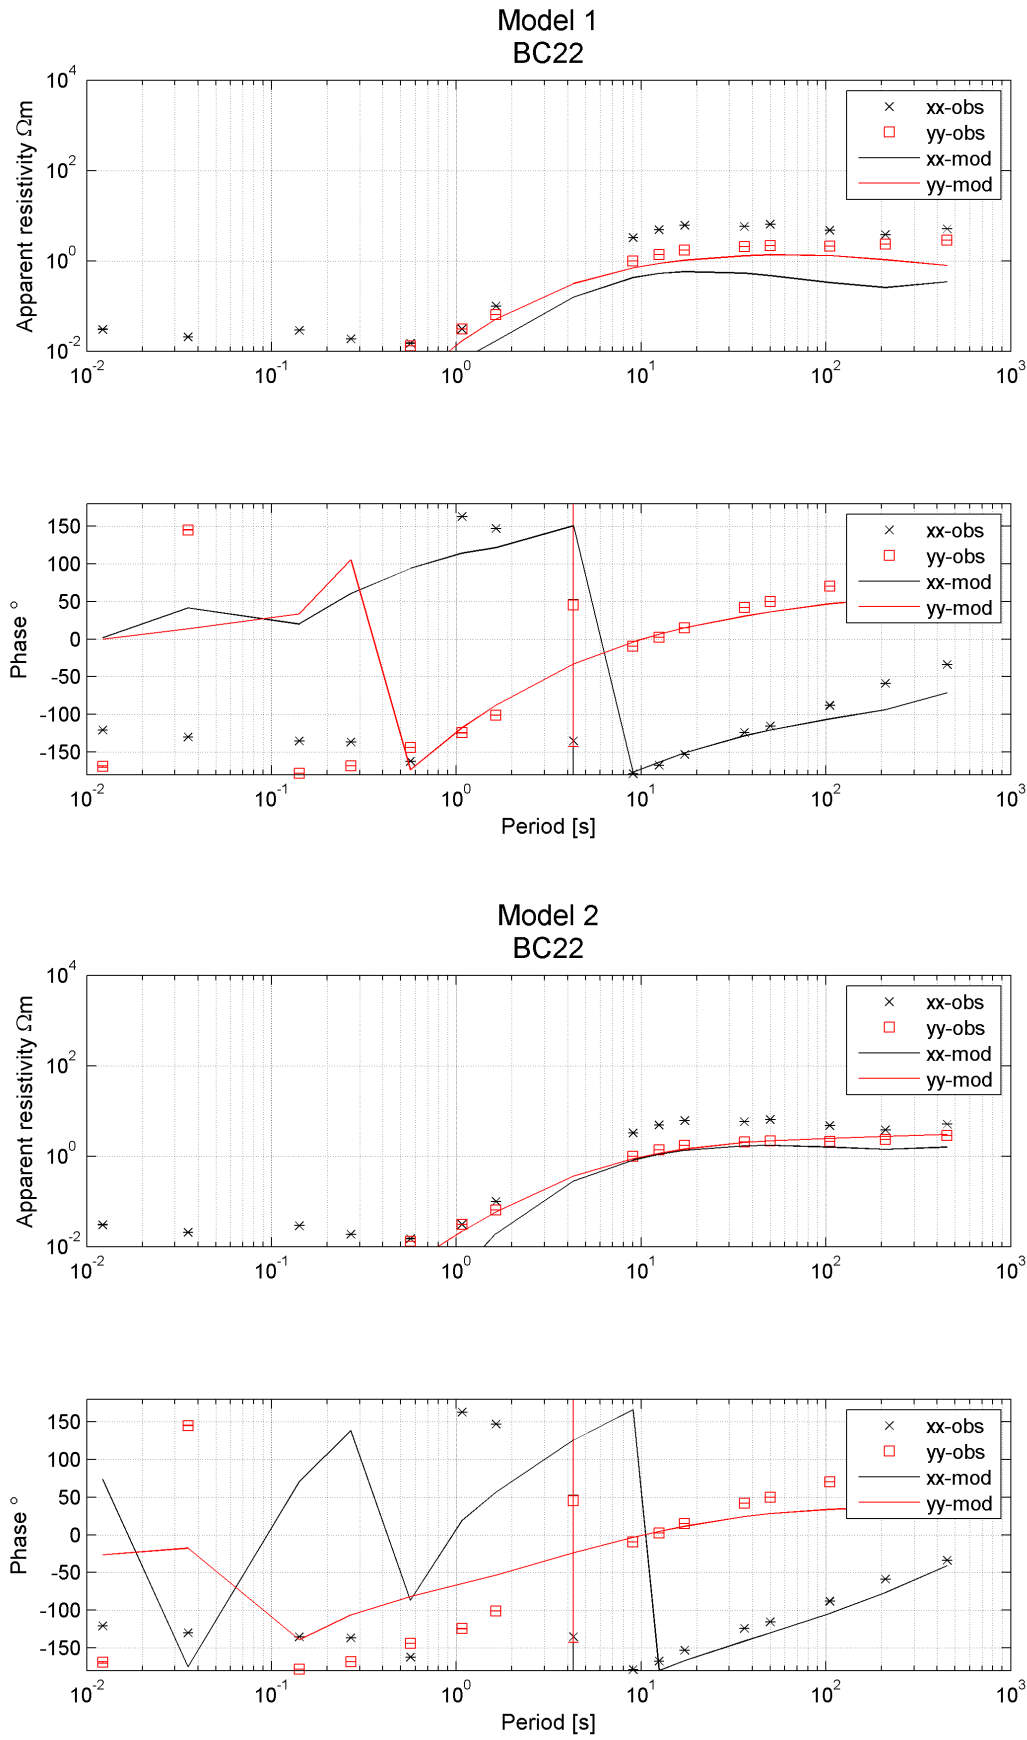 Model 1
BC22
Apparent resistivity Ωm
10^4
10^2
10^0
10^-2
xx-obs
yy-obs
xx-mod
yy-mod
10^-2 10^-1 10^0 10^1 10^2 10^3
Phase °
150
100
50
0
-50
-100
-150
xx-obs
yy-obs
xx-mod
yy-mod
10^-2 10^-1 10^0 10^1 10^2 10^3
Period [s]
Model 2
BC22
Apparent resistivity Ωm
10^4
10^2
10^0
10^-2
xx-obs
yy-obs
xx-mod
yy-mod
10^-2 10^-1 10^0 10^1 10^2 10^3
Phase °
150
100
50
0
-50
-100
-150
xx-obs
yy-obs
xx-mod
yy-mod
10^-2 10^-1 10^0 10^1 10^2 10^3
Period [s]